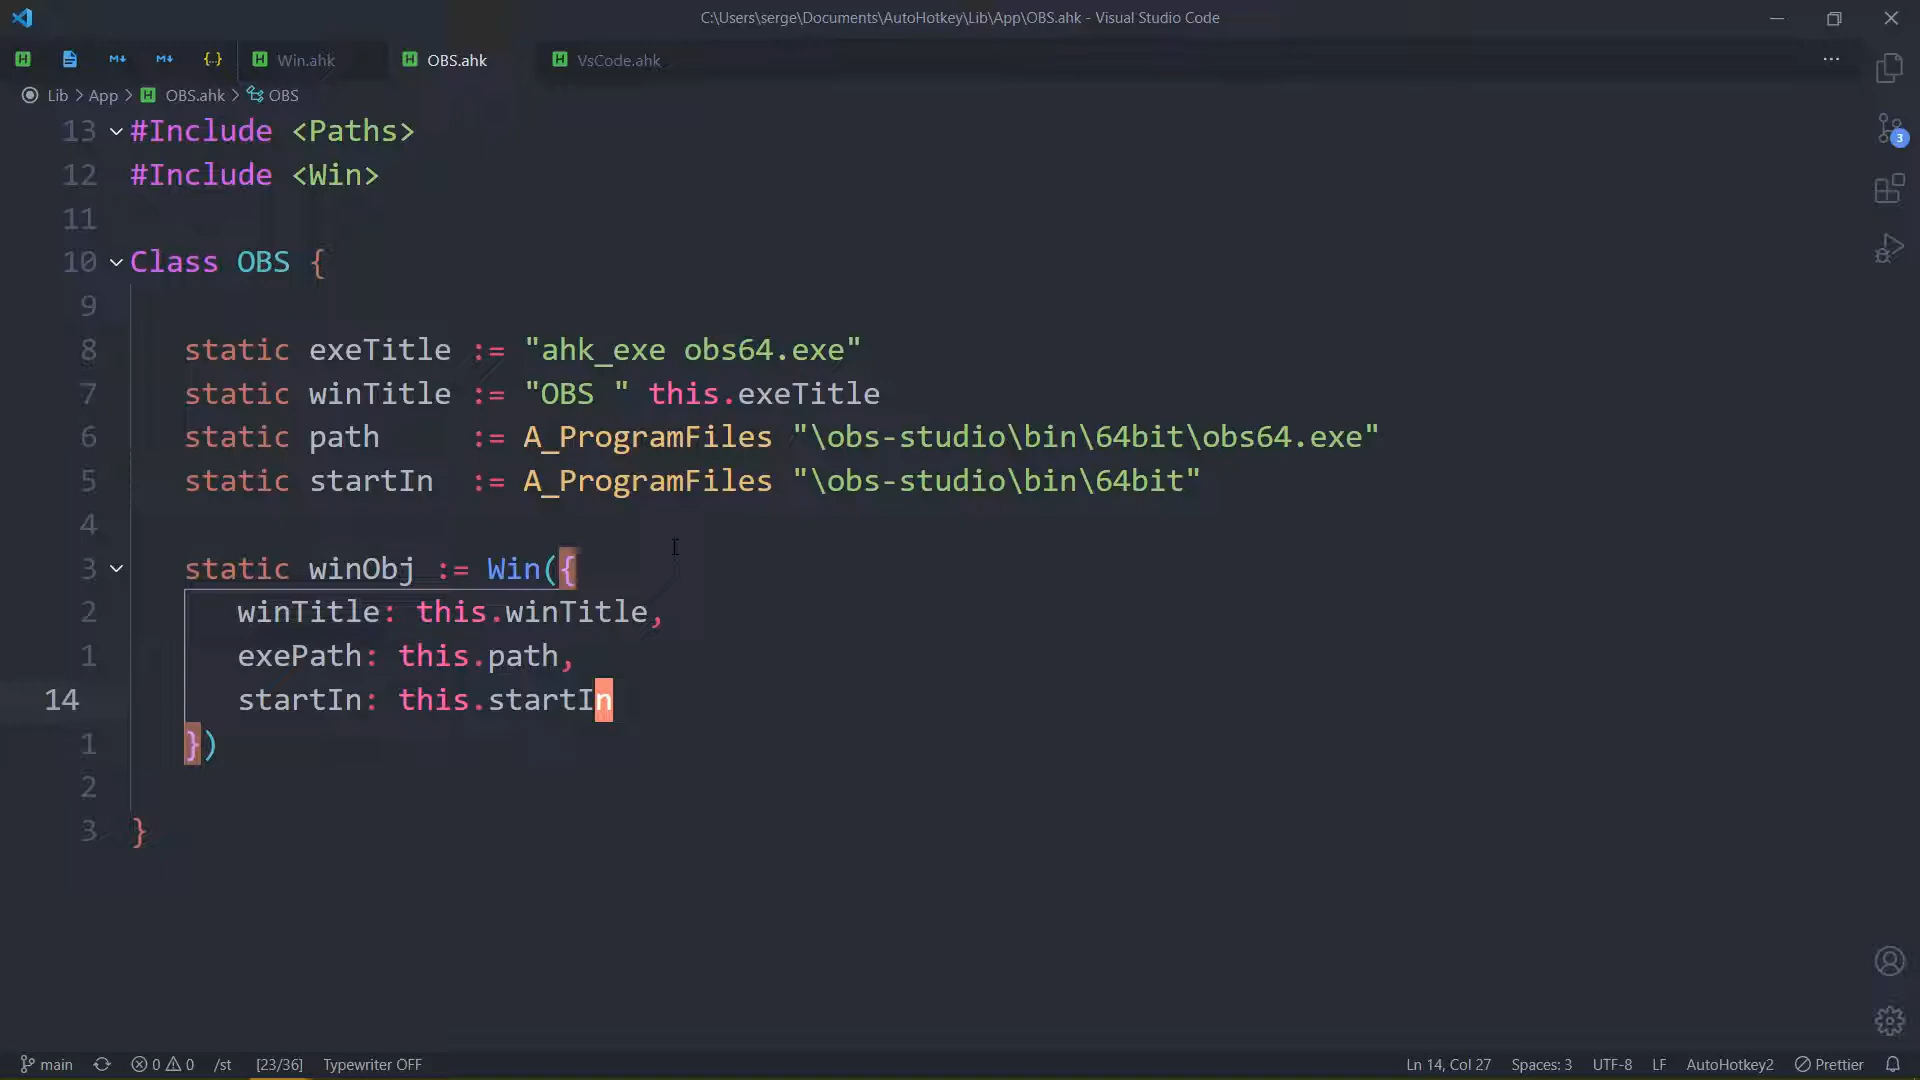 C:\Users\serge\Documents\AutoHotkey\Lib\App\OBS.ahk - Visual Studio Code
Win.ahk
OBS.ahk
VsCode.ahk
Lib > App > OBS.ahk > OBS
13 #Include <Paths>
12 #Include <Win>
11
10 Class OBS {
9
8 static exeTitle := "ahk_exe obs64.exe"
7 static winTitle := "OBS " this.exeTitle
6 static path := A_ProgramFiles "\obs-studio\bin\64bit\obs64.exe"
5 static startIn := A_ProgramFiles "\obs-studio\bin\64bit"
4
3 static winObj := Win({
2 winTitle: this.winTitle,
1 exePath: this.path,
14 startIn: this.startIn
1 })
2
3 }
3
main 0 0 /st [23/36] Typewriter OFF Ln 14, Col 27 Spaces: 3 UTF-8 LF AutoHotkey2 Prettier